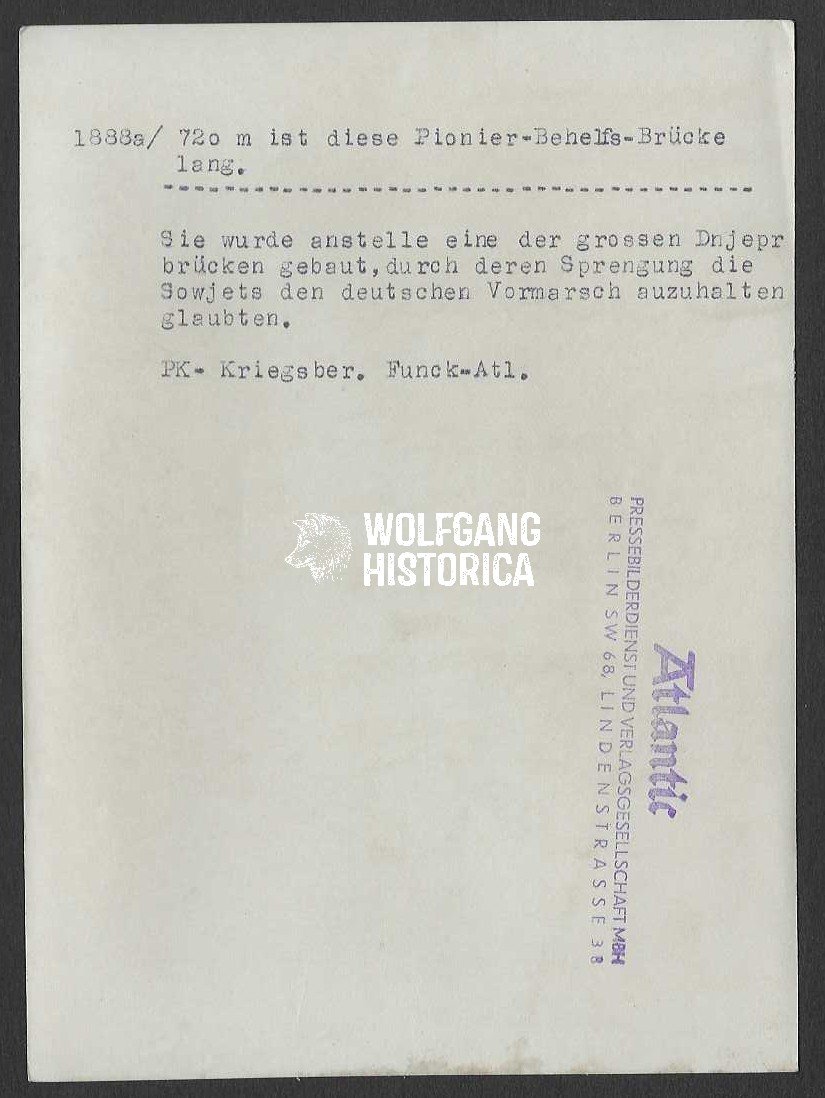 1888a/ 72o m ist diese Pionier-Behelfs-Brücke
lang.
---------------------------------------------
Sie wurde anstelle eine der grossen Dnjepr
brücken gebaut,durch deren Sprengung die
Sowjets den deutschen Vormarsch auzuhalten
glaubten.
PK- Kriegsber. Funck-Atl.
WOLFGANG
HISTORICA
Atlantic
PRESSEBILDERDIENST UND VERLAGSGESELLSCHAFT MBH
BERLIN SW 68, LINDENSTRASSE 38